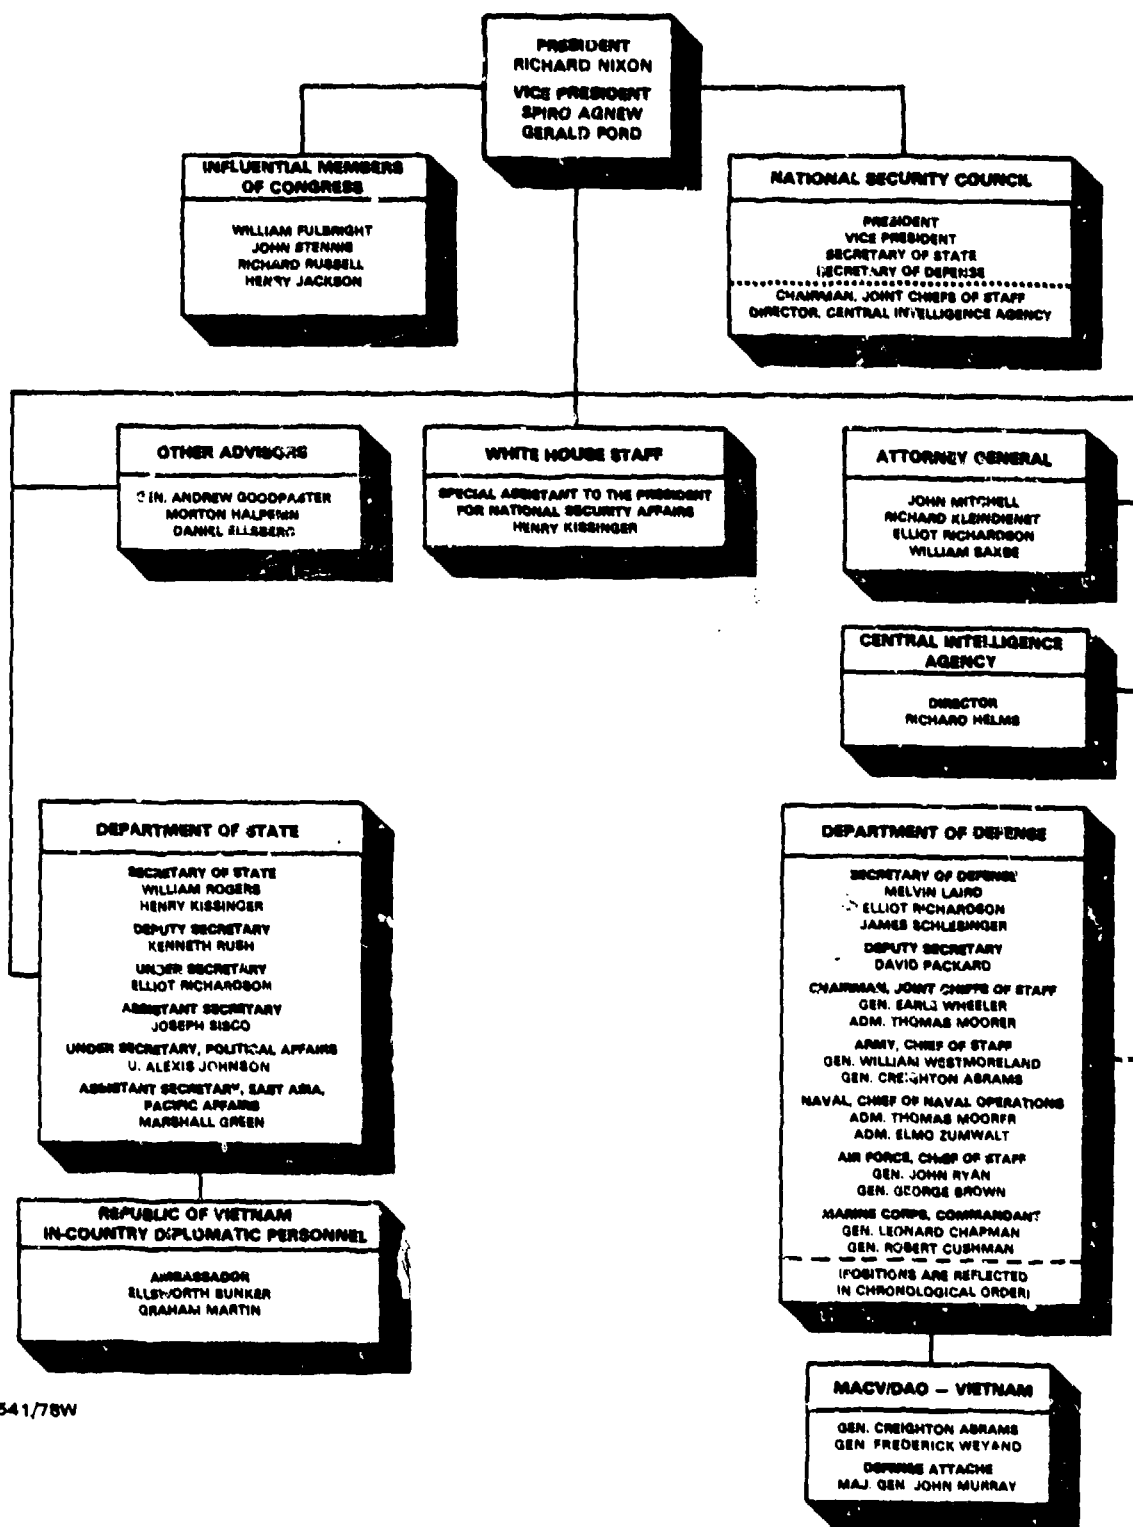 PRESIDENT
RICHARD NIXON
VICE PRESIDENT
SPIRO AGNEW
GERALD FORD
INFLUENTIAL MEMBERS
OF CONGRESS
WILLIAM FULBRIGHT
JOHN STENNIS
RICHARD RUSSELL
HENRY JACKSON
NATIONAL SECURITY COUNCIL
PRESIDENT
VICE PRESIDENT
SECRETARY OF STATE
SECRETARY OF DEFENSE
CHAIRMAN, JOINT CHIEFS OF STAFF
DIRECTOR, CENTRAL INTELLIGENCE AGENCY
OTHER ADVISORS
GEN. ANDREW GOODPASTER
MORTON HALPERIN
DANIEL ELLSBERG
WHITE HOUSE STAFF
SPECIAL ASSISTANT TO THE PRESIDENT
FOR NATIONAL SECURITY AFFAIRS
HENRY KISSINGER
ATTORNEY GENERAL
JOHN MITCHELL
RICHARD KLEINDIENST
ELLIOT RICHARDSON
WILLIAM SAXBE
CENTRAL INTELLIGENCE
AGENCY
DIRECTOR
RICHARD HELMS
DEPARTMENT OF STATE
SECRETARY OF STATE
WILLIAM ROGERS
HENRY KISSINGER
DEPUTY SECRETARY
KENNETH RUSH
UNDER SECRETARY
ELLIOT RICHARDSON
ASSISTANT SECRETARY
JOSEPH SISCO
UNDER SECRETARY, POLITICAL AFFAIRS
U. ALEXIS JOHNSON
ASSISTANT SECRETARY, EAST ASIA,
PACIFIC AFFAIRS
MARSHALL GREEN
REPUBLIC OF VIETNAM
IN-COUNTRY DIPLOMATIC PERSONNEL
AMBASSADOR
ELLSWORTH BUNKER
GRAHAM MARTIN
DEPARTMENT OF DEFENSE
SECRETARY OF DEFENSE
MELVIN LAIRD
ELLIOT RICHARDSON
JAMES SCHLESINGER
DEPUTY SECRETARY
DAVID PACKARD
CHAIRMAN, JOINT CHIEFS OF STAFF
GEN. EARLE WHEELER
ADM. THOMAS MOORER
ARMY, CHIEF OF STAFF
GEN. WILLIAM WESTMORELAND
GEN. CREIGHTON ABRAMS
NAVAL, CHIEF OF NAVAL OPERATIONS
ADM. THOMAS MOORER
ADM. ELMO ZUMWALT
AIR FORCE, CHIEF OF STAFF
GEN. JOHN RYAN
GEN. GEORGE BROWN
MARINE CORPS, COMMANDANT
GEN. LEONARD CHAPMAN
GEN. ROBERT CUSHMAN
(POSITIONS ARE REFLECTED
IN CHRONOLOGICAL ORDER)
MACV/DAO – VIETNAM
GEN. CREIGHTON ABRAMS
GEN. FREDERICK WEYAND
DEFENSE ATTACHE
MAJ. GEN. JOHN MURRAY
541/78W